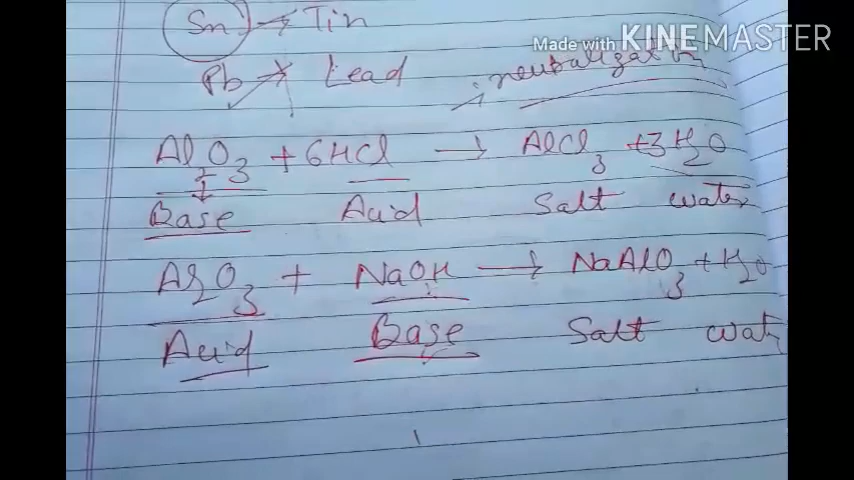 Sn → Tin
Made with KINEMASTER
Pb → Lead neutralization
Al2O3 + 6HCl → AlCl3 + 3H2O
Base Acid Salt water
Al2O3 + NaOH → NaAlO3 + H2O
Acid Base Salt wat